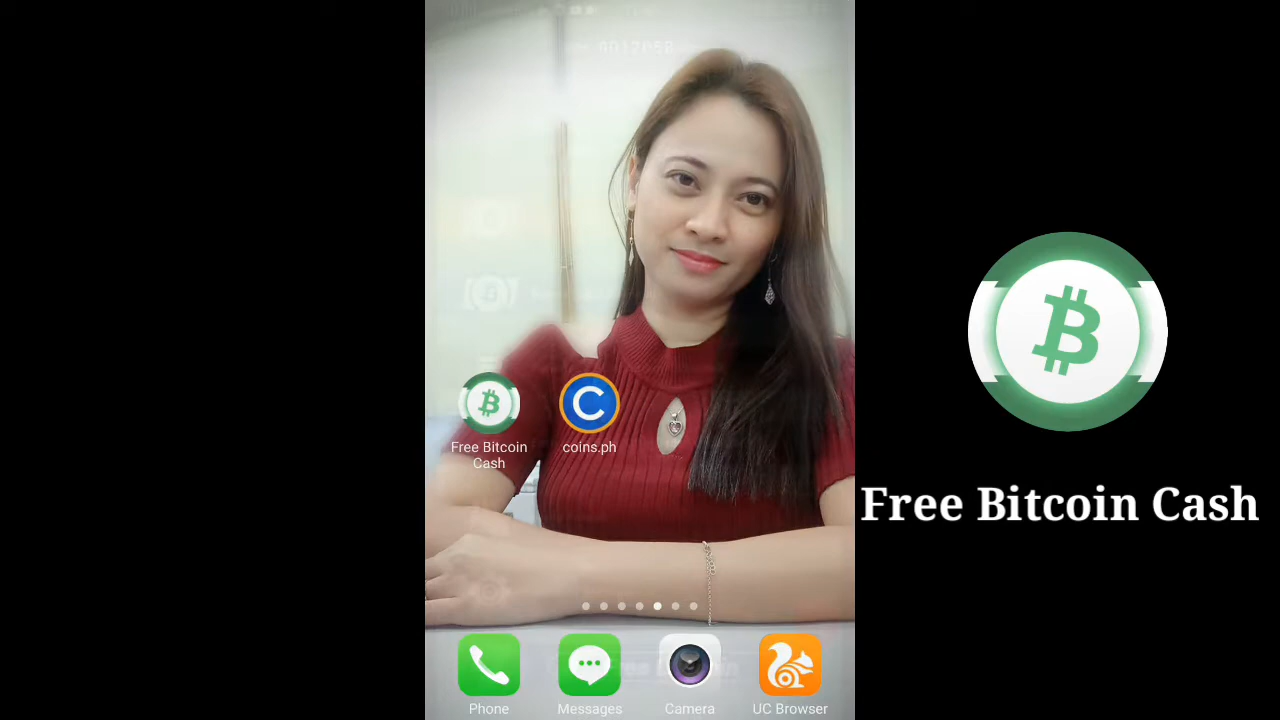 Free Bitcoin
Cash
coins.ph
Free Bitcoin Cash
Phone
Messages
Camera
UC Browser